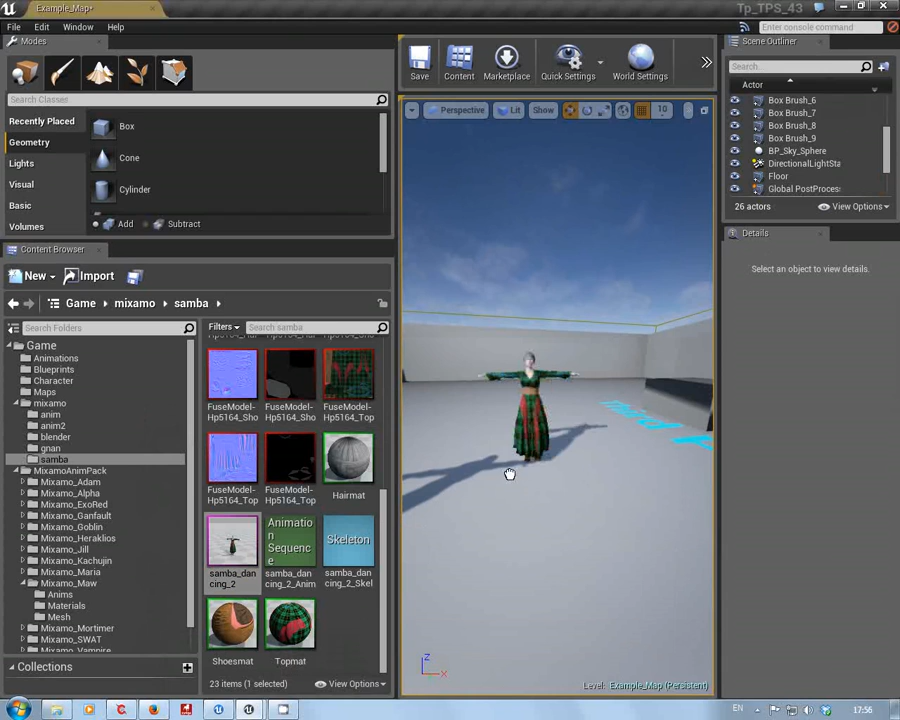 Example_Map*
Tp_TPS_43
File Edit Window Help
Enter console command
Modes
Search Classes
Recently Placed
Geometry
Lights
Visual
Basic
Volumes
Box
Cone
Cylinder
Add Subtract
Save Content Marketplace Quick Settings World Settings
Perspective Lit Show 10
Scene Outliner
Search...
Actor
Box Brush_6
Box Brush_7
Box Brush_8
Box Brush_9
BP_Sky_Sphere
DirectionalLightSta
Floor
Global PostProces
26 actors View Options
Details
Select an object to view details.
Content Browser
New Import
Game mixamo samba
Search Folders
Game
Animations
Blueprints
Character
Maps
mixamo
anim
anim2
blender
gnan
samba
MixamoAnimPack
Mixamo_Adam
Mixamo_Alpha
Mixamo_ExoRed
Mixamo_Ganfault
Mixamo_Goblin
Mixamo_Heraklios
Mixamo_Jill
Mixamo_Kachujin
Mixamo_Maria
Mixamo_Maw
Anims
Materials
Mesh
Mixamo_Mortimer
Mixamo_SWAT
Mixamo_Vampire
Collections
Filters Search samba
FuseModel-Hp5164_Sho
FuseModel-Hp5164_Sho
FuseModel-Hp5164_Top
FuseModel-Hp5164_Top
FuseModel-Hp5164_Top
Hairmat
samba_dancing_2
Animation Sequence
samba_dancing_2_Anim
Skeleton
samba_dancing_2_Skel
Shoesmat
Topmat
23 items (1 selected) View Options
Z
X
Level: Example_Map (Persistent)
EN 17:56